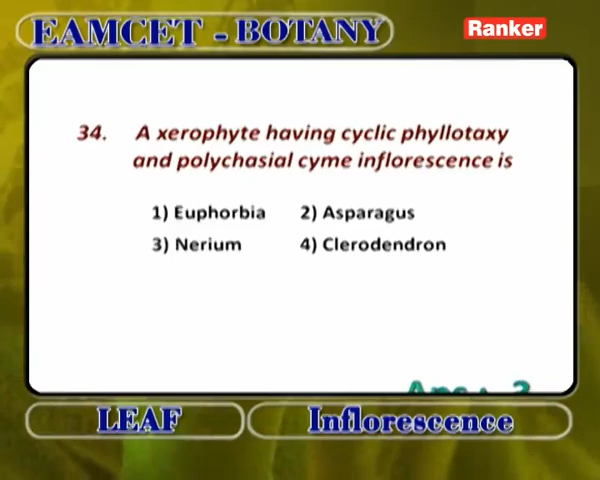 EAMCET - BOTANY
Ranker
34. A xerophyte having cyclic phyllotaxy
and polychasial cyme inflorescence is
1) Euphorbia 2) Asparagus
3) Nerium 4) Clerodendron
LEAF Inflorescence